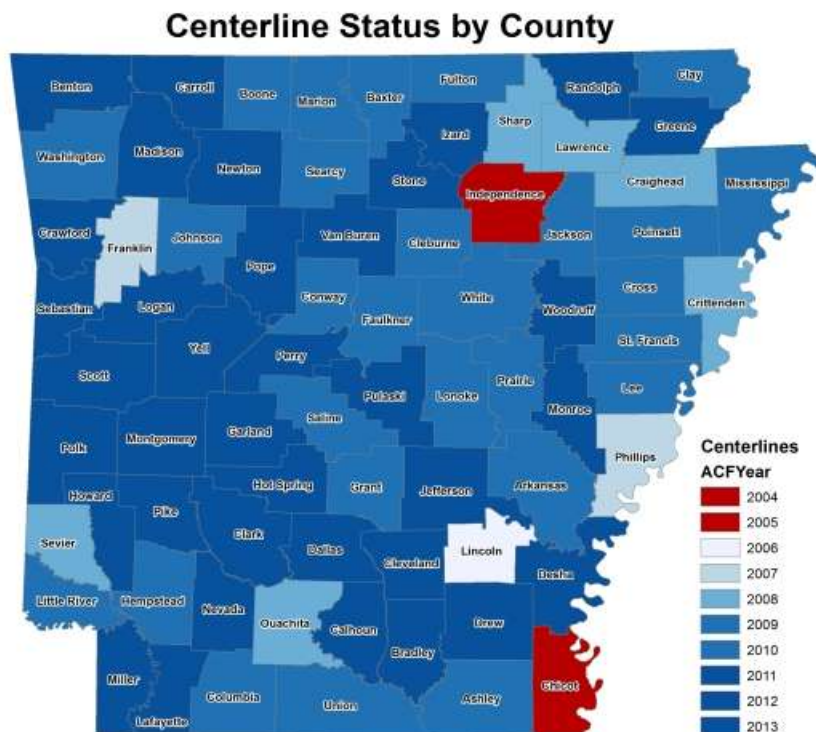 Centerline Status by County
Benton
Carroll
Boone
Marion
Baxter
Fulton
Randolph
Clay
Sharp
Izard
Greene
Lawrence
Washington
Madison
Newton
Searcy
Stone
Independence
Craighead
Mississippi
Crawford
Franklin
Johnson
Pope
Van Buren
Cleburne
Jackson
Poinsett
Sebastian
Logan
Conway
White
Woodruff
Cross
Crittenden
Faulkner
Yell
St. Francis
Perry
Scott
Pulaski
Lonoke
Prairie
Lee
Monroe
Saline
Polk
Montgomery
Garland
Phillips
Hot Spring
Grant
Jefferson
Arkansas
Howard
Pike
Clark
Sevier
Dallas
Cleveland
Lincoln
Desha
Little River
Hempstead
Nevada
Ouachita
Calhoun
Bradley
Drew
Miller
Lafayette
Columbia
Union
Ashley
Chicot
Centerlines
ACFYear
2004
2005
2006
2007
2008
2009
2010
2011
2012
2013